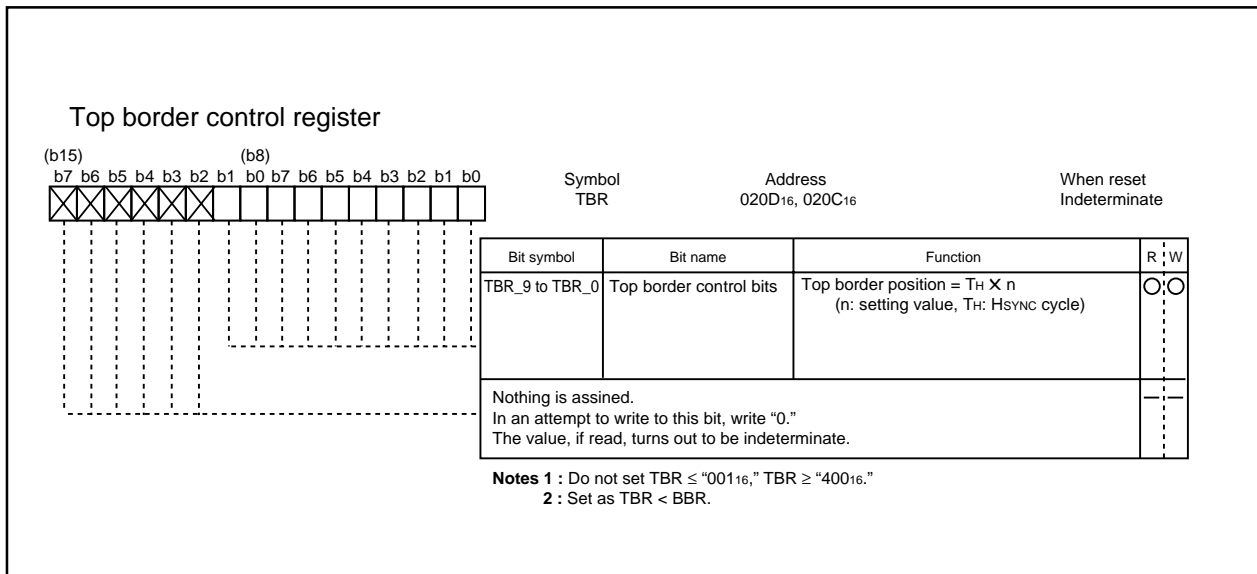 Top border control register
(b15) (b8)
b7 b6 b5 b4 b3 b2 b1 b0 b7 b6 b5 b4 b3 b2 b1 b0
Symbol Address When reset
TBR 020D16, 020C16 Indeterminate
Bit symbol Bit name Function R W
TBR_9 to TBR_0 Top border control bits Top border position = TH X n
(n: setting value, TH: HSYNC cycle)
Nothing is assined.
In an attempt to write to this bit, write “0.”
The value, if read, turns out to be indeterminate.
Notes 1 : Do not set TBR ≤ “00116,” TBR ≥ “40016.”
2 : Set as TBR < BBR.